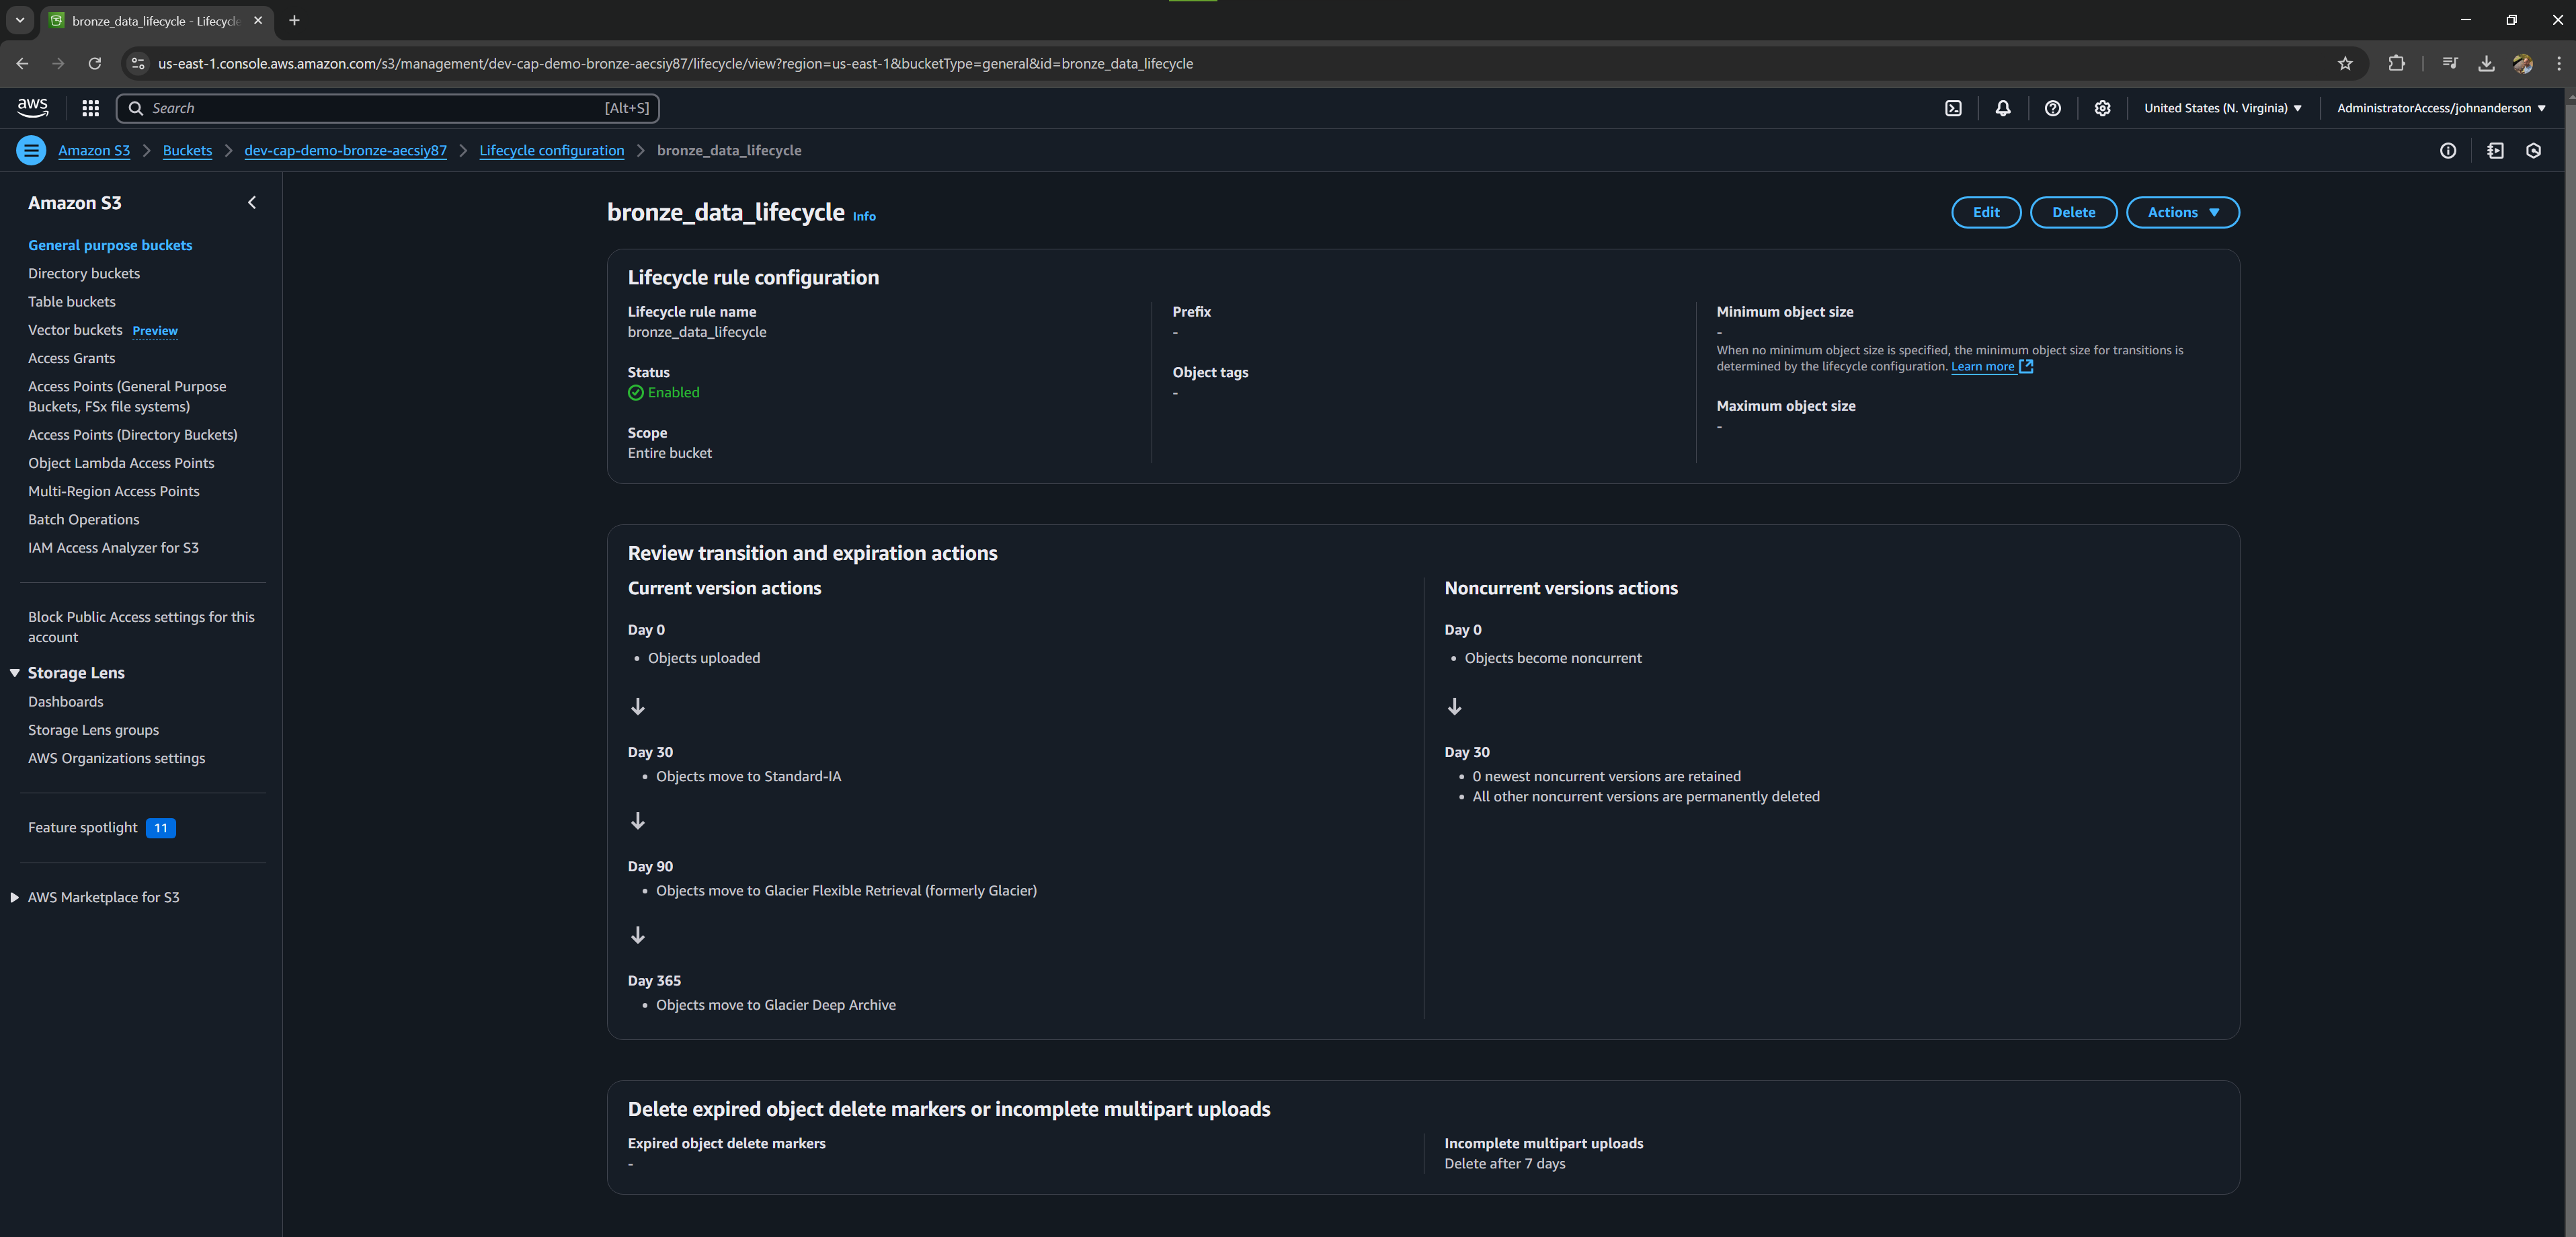 bronze_data_lifecycle - Lifecycle
us-east-1.console.aws.amazon.com/s3/management/dev-cap-demo-bronze-aecsiy87/lifecycle/view?region=us-east-1&bucketType=general&id=bronze_data_lifecycle
aws
Search
[Alt+S]
United States (N. Virginia)
AdministratorAccess/johnanderson
Amazon S3
Buckets
dev-cap-demo-bronze-aecsiy87
Lifecycle configuration
bronze_data_lifecycle
Amazon S3
General purpose buckets
Directory buckets
Table buckets
Vector buckets Preview
Access Grants
Access Points (General Purpose
Buckets, FSx file systems)
Access Points (Directory Buckets)
Object Lambda Access Points
Multi-Region Access Points
Batch Operations
IAM Access Analyzer for S3
Block Public Access settings for this
account
Storage Lens
Dashboards
Storage Lens groups
AWS Organizations settings
Feature spotlight 11
AWS Marketplace for S3
bronze_data_lifecycle Info
Edit
Delete
Actions
Lifecycle rule configuration
Lifecycle rule name
bronze_data_lifecycle
Status
Enabled
Scope
Entire bucket
Prefix
-
Object tags
-
Minimum object size
-
When no minimum object size is specified, the minimum object size for transitions is
determined by the lifecycle configuration. Learn more
Maximum object size
-
Review transition and expiration actions
Current version actions
Day 0
• Objects uploaded
Day 30
• Objects move to Standard-IA
Day 90
• Objects move to Glacier Flexible Retrieval (formerly Glacier)
Day 365
• Objects move to Glacier Deep Archive
Noncurrent versions actions
Day 0
• Objects become noncurrent
Day 30
• 0 newest noncurrent versions are retained
• All other noncurrent versions are permanently deleted
Delete expired object delete markers or incomplete multipart uploads
Expired object delete markers
-
Incomplete multipart uploads
Delete after 7 days